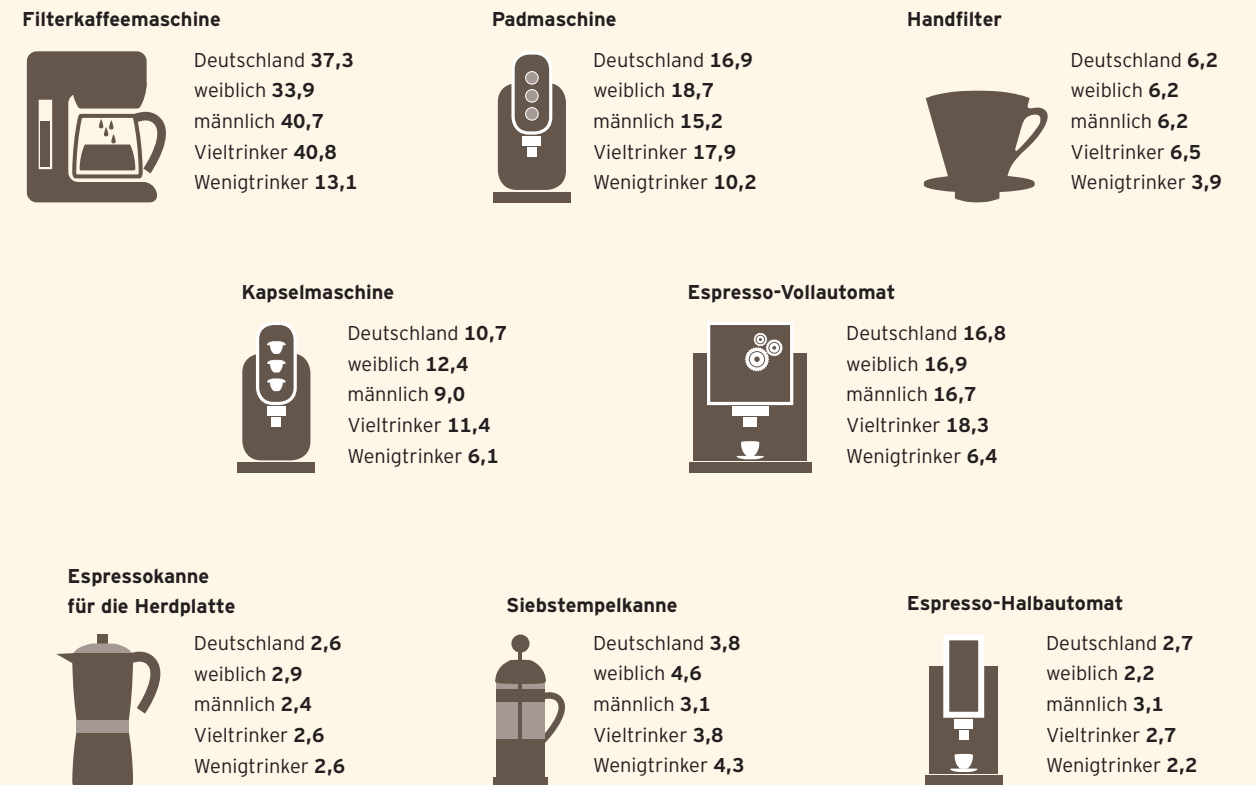 Filterkaffeemaschine
Deutschland 37,3
weiblich 33,9
männlich 40,7
Vieltrinker 40,8
Wenigtrinker 13,1
Padmaschine
Deutschland 16,9
weiblich 18,7
männlich 15,2
Vieltrinker 17,9
Wenigtrinker 10,2
Handfilter
Deutschland 6,2
weiblich 6,2
männlich 6,2
Vieltrinker 6,5
Wenigtrinker 3,9
Kapselmaschine
Deutschland 10,7
weiblich 12,4
männlich 9,0
Vieltrinker 11,4
Wenigtrinker 6,1
Espresso-Vollautomat
Deutschland 16,8
weiblich 16,9
männlich 16,7
Vieltrinker 18,3
Wenigtrinker 6,4
Espressokanne
für die Herdplatte
Deutschland 2,6
weiblich 2,9
männlich 2,4
Vieltrinker 2,6
Wenigtrinker 2,6
Siebstempelkanne
Deutschland 3,8
weiblich 4,6
männlich 3,1
Vieltrinker 3,8
Wenigtrinker 4,3
Espresso-Halbautomat
Deutschland 2,7
weiblich 2,2
männlich 3,1
Vieltrinker 2,7
Wenigtrinker 2,2